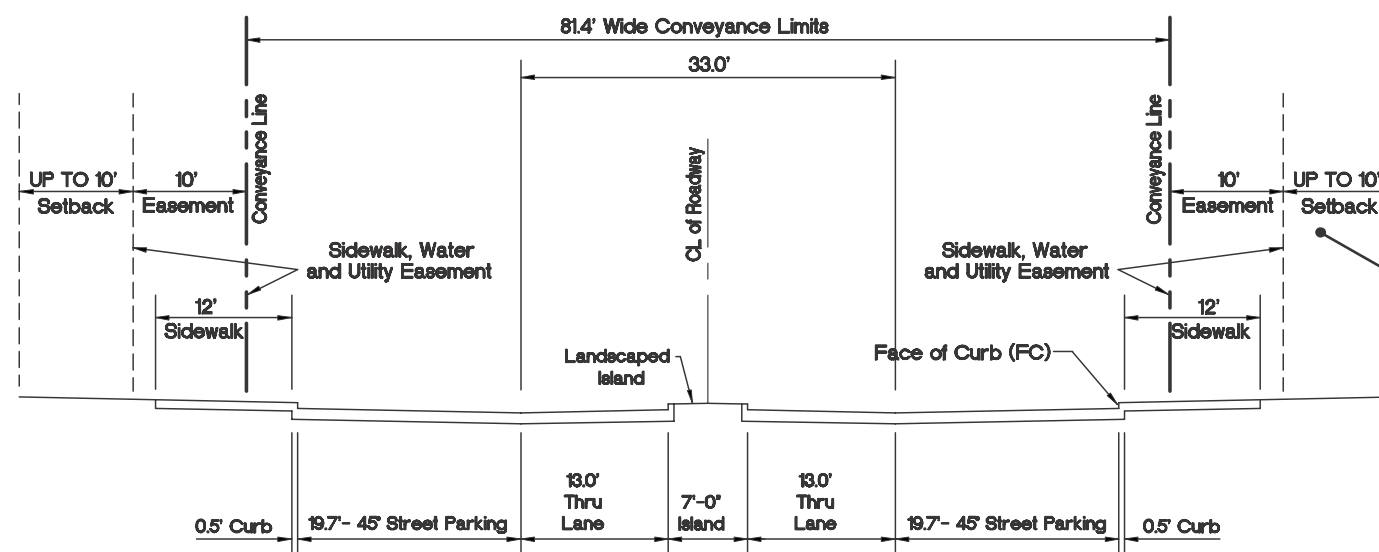 81.4' Wide Conveyance Limits
33.0'
Conveyance Line
CL of Roadway
Conveyance Line
UP TO 10'
Setback
10'
Easement
10'
Easement
UP TO 10'
Setback
Sidewalk, Water
and Utility Easement
Sidewalk, Water
and Utility Easement
12'
Sidewalk
12'
Sidewalk
Landscaped
Island
Face of Curb (FC)
0.5' Curb
19.7'- 45° Street Parking
13.0'
Thru
Lane
7'-0"
Island
13.0'
Thru
Lane
19.7'- 45° Street Parking
0.5' Curb